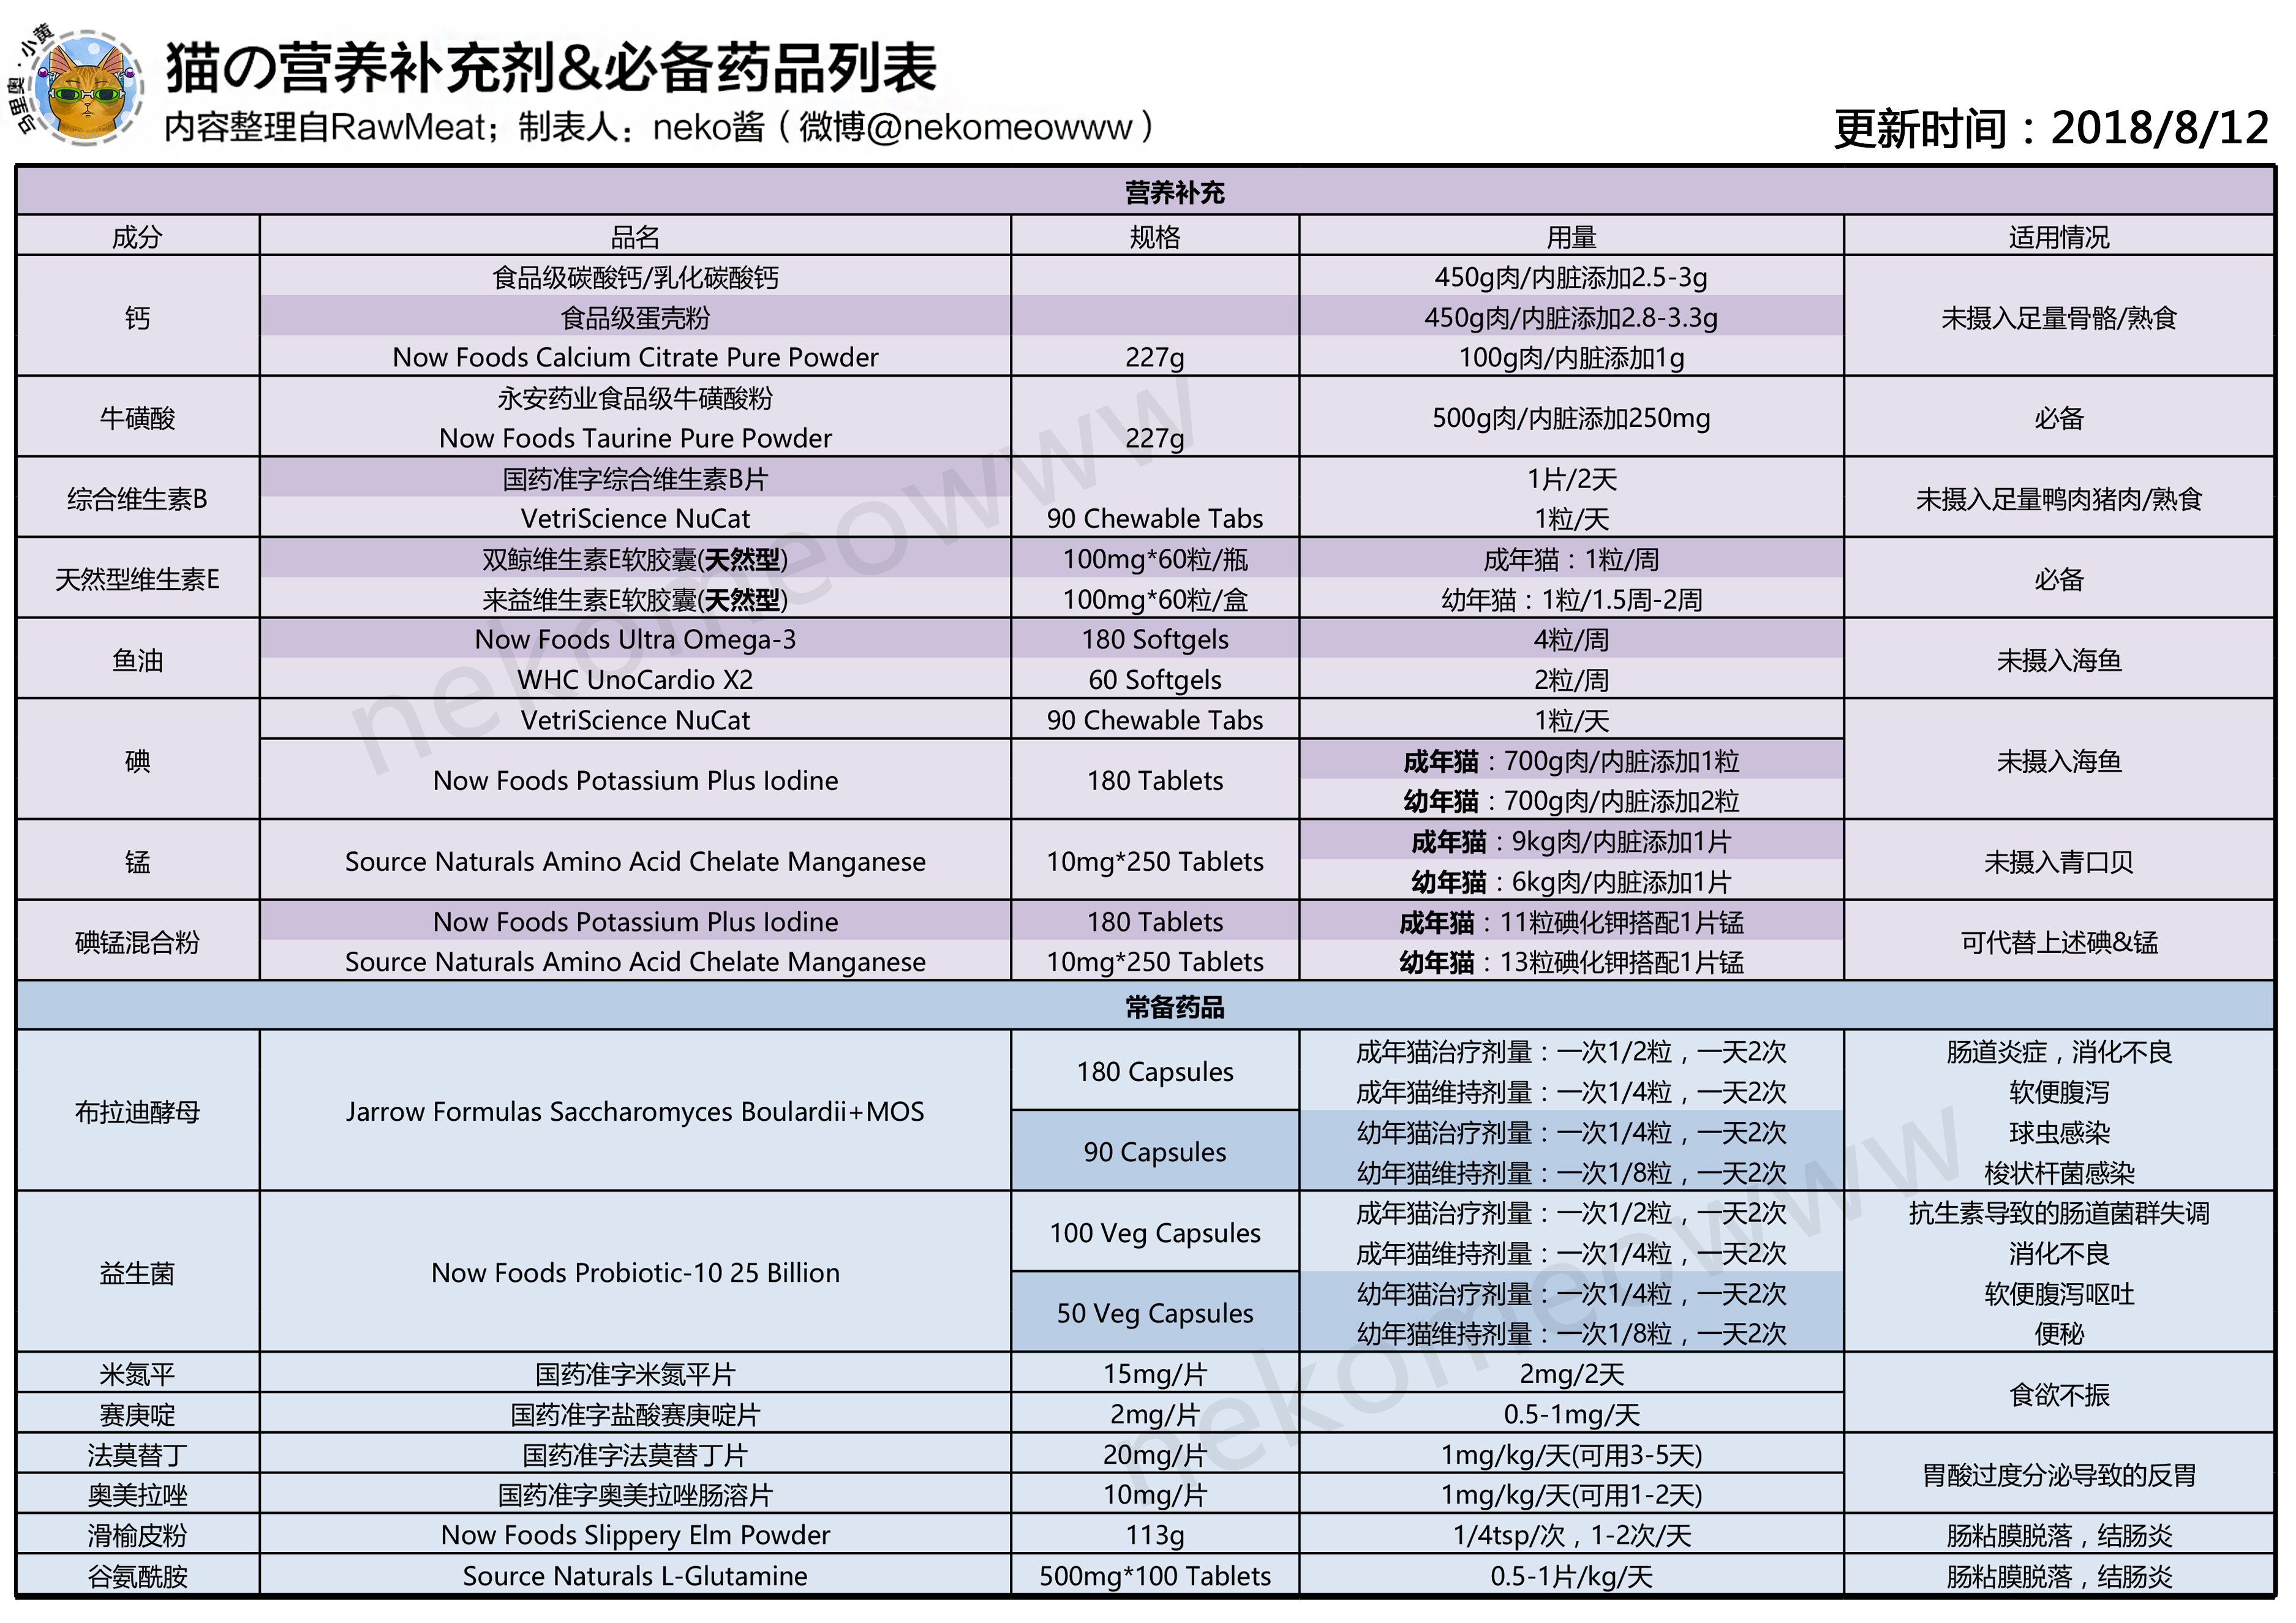 马里奥·小黄
猫の营养补充剂&必备药品列表
内容整理自RawMeat；制表人：neko酱（微博@nekomeowww）
更新时间：2018/8/12
营养补充
成分 品名 规格 用量 适用情况
钙 食品级碳酸钙/乳化碳酸钙 450g肉/内脏添加2.5-3g 未摄入足量骨骼/熟食
食品级蛋壳粉 450g肉/内脏添加2.8-3.3g
Now Foods Calcium Citrate Pure Powder 227g 100g肉/内脏添加1g
牛磺酸 永安药业食品级牛磺酸粉 500g肉/内脏添加250mg 必备
Now Foods Taurine Pure Powder 227g
综合维生素B 国药准字综合维生素B片 1片/2天 未摄入足量鸭肉猪肉/熟食
VetriScience NuCat 90 Chewable Tabs 1粒/天
天然型维生素E 双鲸维生素E软胶囊(天然型) 100mg*60粒/瓶 成年猫：1粒/周 必备
来益维生素E软胶囊(天然型) 100mg*60粒/盒 幼年猫：1粒/1.5周-2周
鱼油 Now Foods Ultra Omega-3 180 Softgels 4粒/周 未摄入海鱼
WHC UnoCardio X2 60 Softgels 2粒/周
碘 VetriScience NuCat 90 Chewable Tabs 1粒/天 未摄入海鱼
Now Foods Potassium Plus Iodine 180 Tablets 成年猫：700g肉/内脏添加1粒
幼年猫：700g肉/内脏添加2粒
锰 Source Naturals Amino Acid Chelate Manganese 10mg*250 Tablets 成年猫：9kg肉/内脏添加1片 未摄入青口贝
幼年猫：6kg肉/内脏添加1片
碘锰混合粉 Now Foods Potassium Plus Iodine 180 Tablets 成年猫：11粒碘化钾搭配1片锰 可代替上述碘&锰
Source Naturals Amino Acid Chelate Manganese 10mg*250 Tablets 幼年猫：13粒碘化钾搭配1片锰
常备药品
布拉迪酵母 Jarrow Formulas Saccharomyces Boulardii+MOS 180 Capsules 成年猫治疗剂量：一次1/2粒，一天2次 肠道炎症，消化不良
成年猫维持剂量：一次1/4粒，一天2次 软便腹泻
90 Capsules 幼年猫治疗剂量：一次1/4粒，一天2次 球虫感染
幼年猫维持剂量：一次1/8粒，一天2次 梭状杆菌感染
益生菌 Now Foods Probiotic-10 25 Billion 100 Veg Capsules 成年猫治疗剂量：一次1/2粒，一天2次 抗生素导致的肠道菌群失调
成年猫维持剂量：一次1/4粒，一天2次 消化不良
50 Veg Capsules 幼年猫治疗剂量：一次1/4粒，一天2次 软便腹泻呕吐
幼年猫维持剂量：一次1/8粒，一天2次 便秘
米氮平 国药准字米氮平片 15mg/片 2mg/2天 食欲不振
赛庚啶 国药准字盐酸赛庚啶片 2mg/片 0.5-1mg/天
法莫替丁 国药准字法莫替丁片 20mg/片 1mg/kg/天(可用3-5天) 胃酸过度分泌导致的反胃
奥美拉唑 国药准字奥美拉唑肠溶片 10mg/片 1mg/kg/天(可用1-2天)
滑榆皮粉 Now Foods Slippery Elm Powder 113g 1/4tsp/次，1-2次/天 肠粘膜脱落，结肠炎
谷氨酰胺 Source Naturals L-Glutamine 500mg*100 Tablets 0.5-1片/kg/天 肠粘膜脱落，结肠炎
nekomeowww
nekomeowww